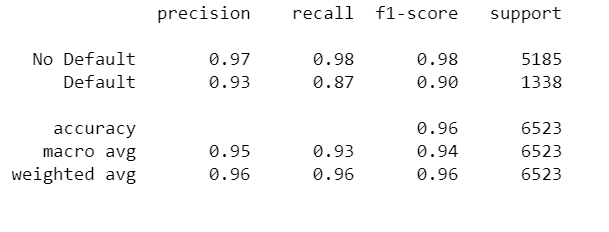 precision recall f1-score support
No Default 0.97 0.98 0.98 5185
Default 0.93 0.87 0.90 1338
accuracy 0.96 6523
macro avg 0.95 0.93 0.94 6523
weighted avg 0.96 0.96 0.96 6523